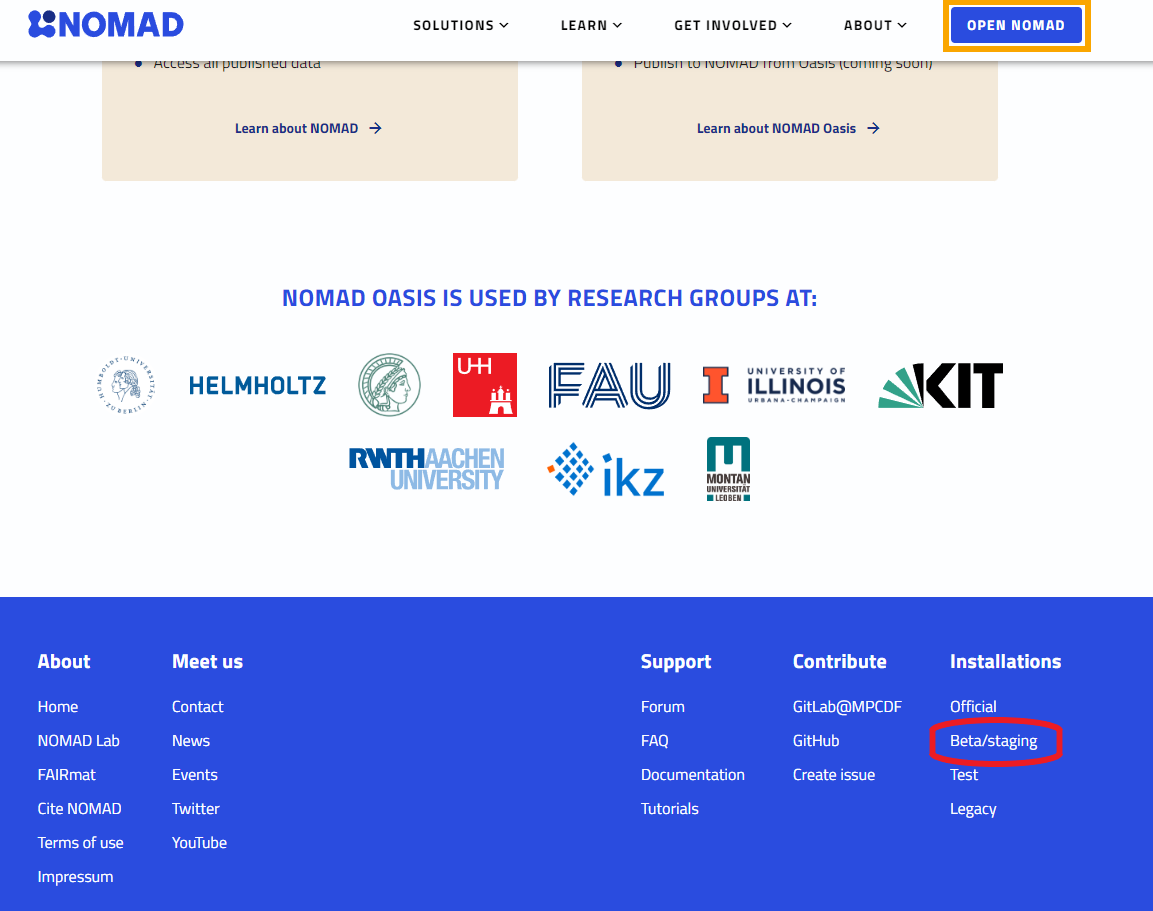 NOMAD
SOLUTIONS
LEARN
GET INVOLVED
ABOUT
OPEN NOMAD
Access all published data
Publish to NOMAD from Oasis (coming soon)
Learn about NOMAD →
Learn about NOMAD Oasis →
NOMAD OASIS IS USED BY RESEARCH GROUPS AT:
HUMBOLDT-UNIVERSITÄT ZU BERLIN
HELMHOLTZ
UHH
FAU
I
UNIVERSITY OF
ILLINOIS
URBANA-CHAMPAIGN
KIT
RWTHAACHEN
UNIVERSITY
ikz
MONTAN
UNIVERSITÄT
LEOBEN
About
Home
NOMAD Lab
FAIRmat
Cite NOMAD
Terms of use
Impressum
Meet us
Contact
News
Events
Twitter
YouTube
Support
Forum
FAQ
Documentation
Tutorials
Contribute
GitLab@MPCDF
GitHub
Create issue
Installations
Official
Beta/staging
Test
Legacy